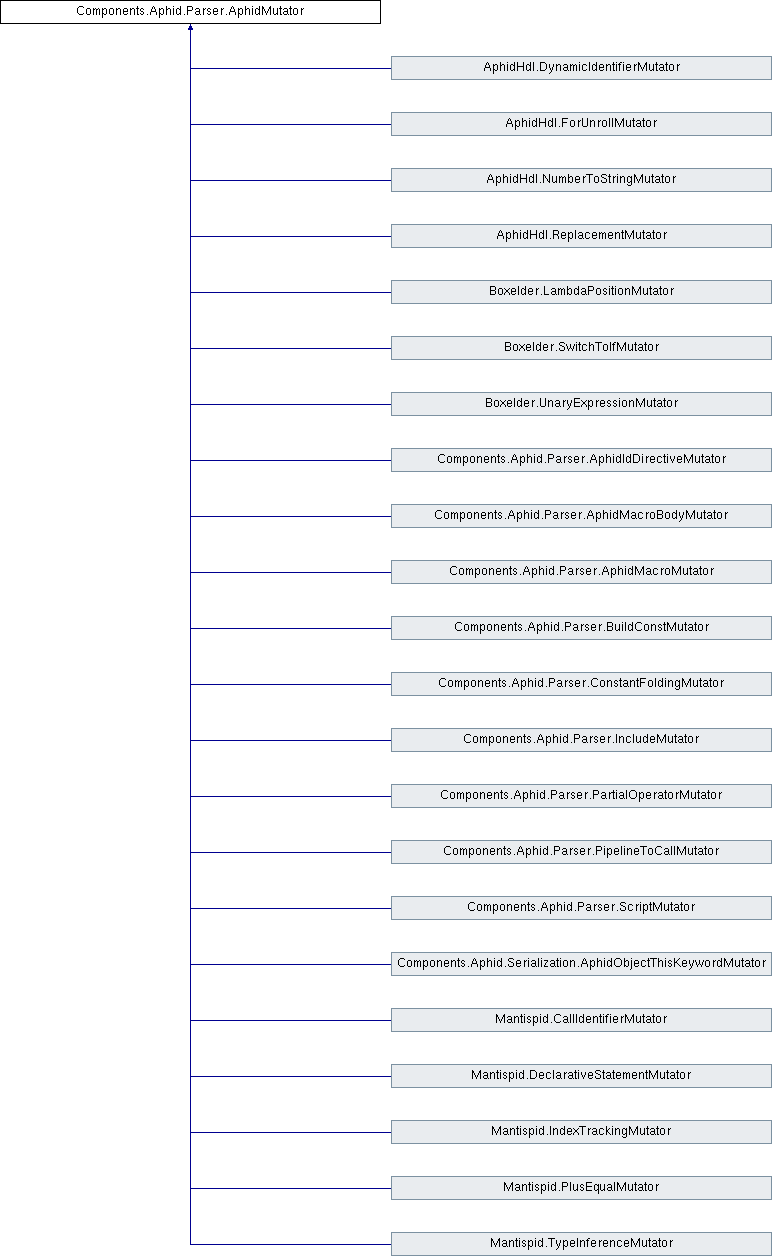 Components.Aphid.Parser.AphidMutator
AphidHdl.DynamicIdentifierMutator
AphidHdl.ForUnrollMutator
AphidHdl.NumberToStringMutator
AphidHdl.ReplacementMutator
Boxelder.LambdaPositionMutator
Boxelder.SwitchToIfMutator
Boxelder.UnaryExpressionMutator
Components.Aphid.Parser.AphidIdDirectiveMutator
Components.Aphid.Parser.AphidMacroBodyMutator
Components.Aphid.Parser.AphidMacroMutator
Components.Aphid.Parser.BuildConstMutator
Components.Aphid.Parser.ConstantFoldingMutator
Components.Aphid.Parser.IncludeMutator
Components.Aphid.Parser.PartialOperatorMutator
Components.Aphid.Parser.PipelineToCallMutator
Components.Aphid.Parser.ScriptMutator
Components.Aphid.Serialization.AphidObjectThisKeywordMutator
Mantispid.CallIdentifierMutator
Mantispid.DeclarativeStatementMutator
Mantispid.IndexTrackingMutator
Mantispid.PlusEqualMutator
Mantispid.TypeInferenceMutator